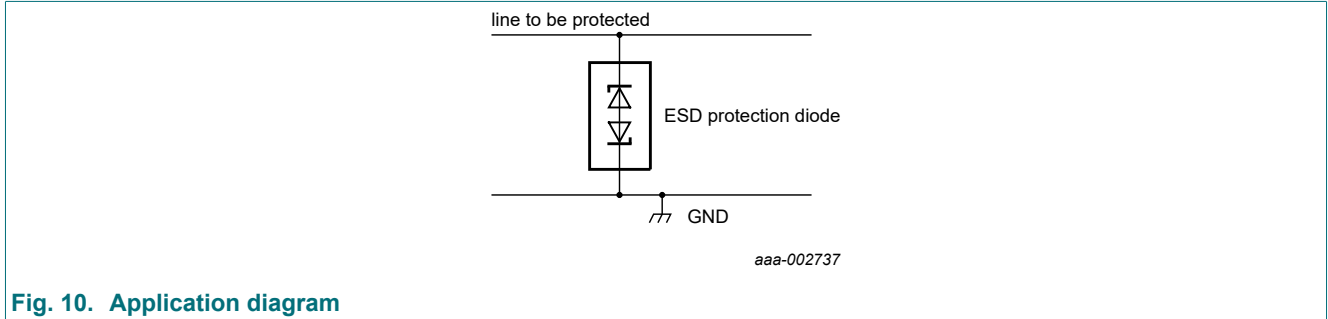 line to be protected
ESD protection diode
GND
aaa-002737
Fig. 10. Application diagram